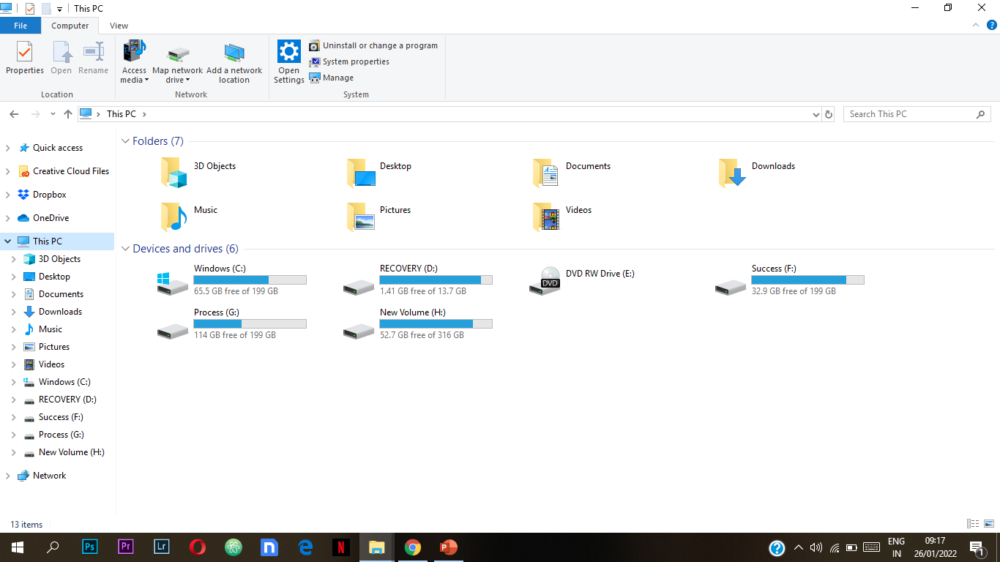 This PC
File Computer View
Properties Open Rename Access media Map network drive Add a network location Open Settings Uninstall or change a program
System properties
Manage
Location Network System
This PC Search This PC
Quick access
Creative Cloud Files
Dropbox
OneDrive
This PC
3D Objects
Desktop
Documents
Downloads
Music
Pictures
Videos
Windows (C:)
RECOVERY (D:)
Success (F:)
Process (G:)
New Volume (H:)
Network
Folders (7)
3D Objects Desktop Documents Downloads
Music Pictures Videos
Devices and drives (6)
Windows (C:) RECOVERY (D:) DVD RW Drive (E:) Success (F:)
DVD
65.5 GB free of 199 GB 1.41 GB free of 13.7 GB 32.9 GB free of 199 GB
Process (G:) New Volume (H:)
114 GB free of 199 GB 52.7 GB free of 316 GB
13 items
Ps Pr Lr n e N P ENG 09:17
IN 26/01/2022 1